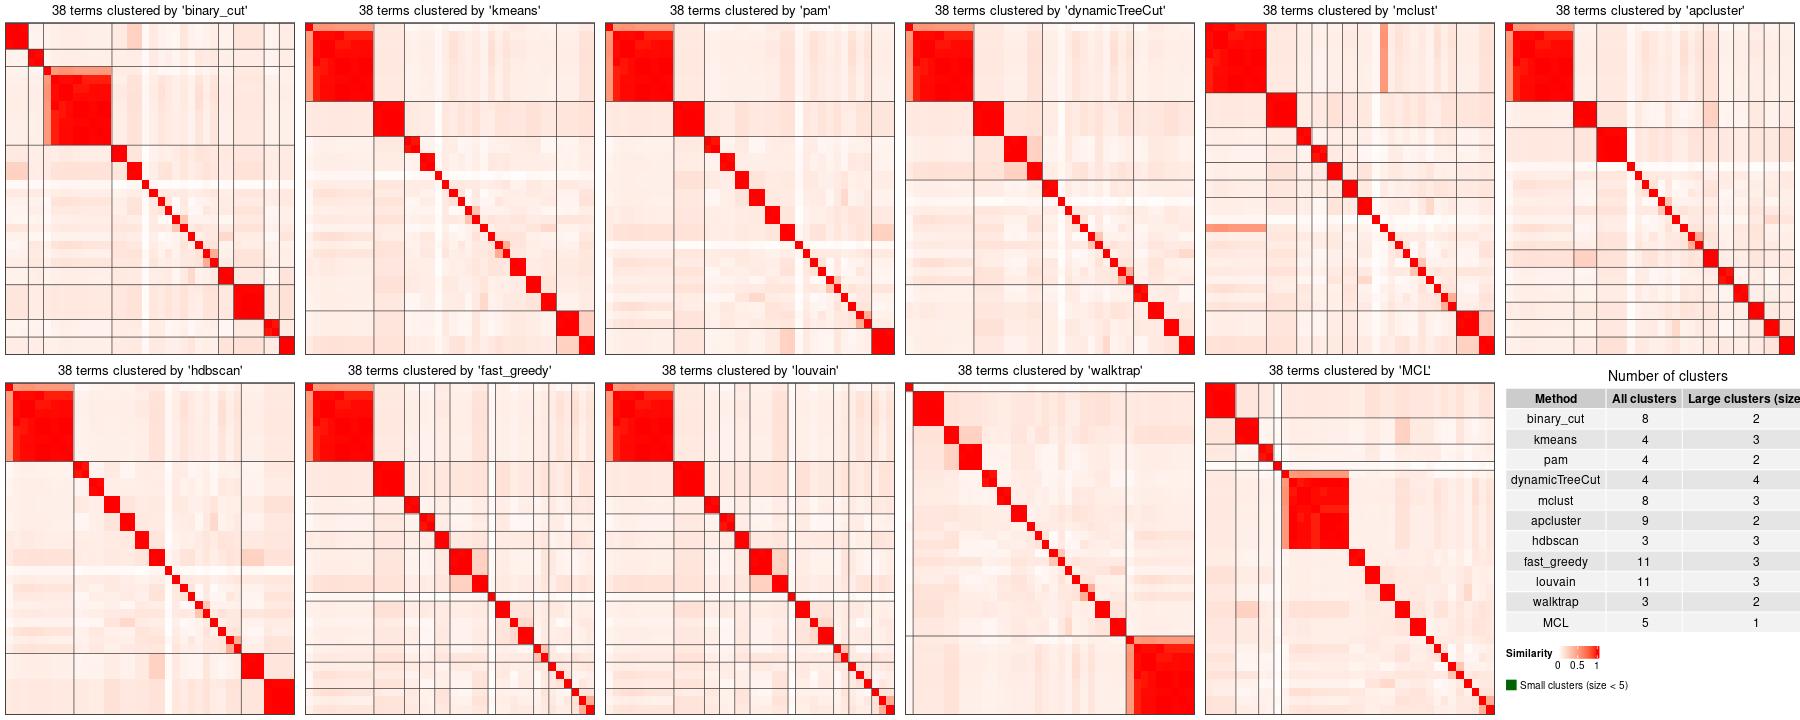 38 terms clustered by 'binary_cut'
38 terms clustered by 'kmeans'
38 terms clustered by 'pam'
38 terms clustered by 'dynamicTreeCut'
38 terms clustered by 'mclust'
38 terms clustered by 'apcluster'
38 terms clustered by 'hdbscan'
38 terms clustered by 'fast_greedy'
38 terms clustered by 'louvain'
38 terms clustered by 'walktrap'
38 terms clustered by 'MCL'
Number of clusters
Method All clusters Large clusters (size
binary_cut 8 2
kmeans 4 3
pam 4 2
dynamicTreeCut 4 4
mclust 8 3
apcluster 9 2
hdbscan 3 3
fast_greedy 11 3
louvain 11 3
walktrap 3 2
MCL 5 1
Similarity
0 0.5 1
Small clusters (size < 5)